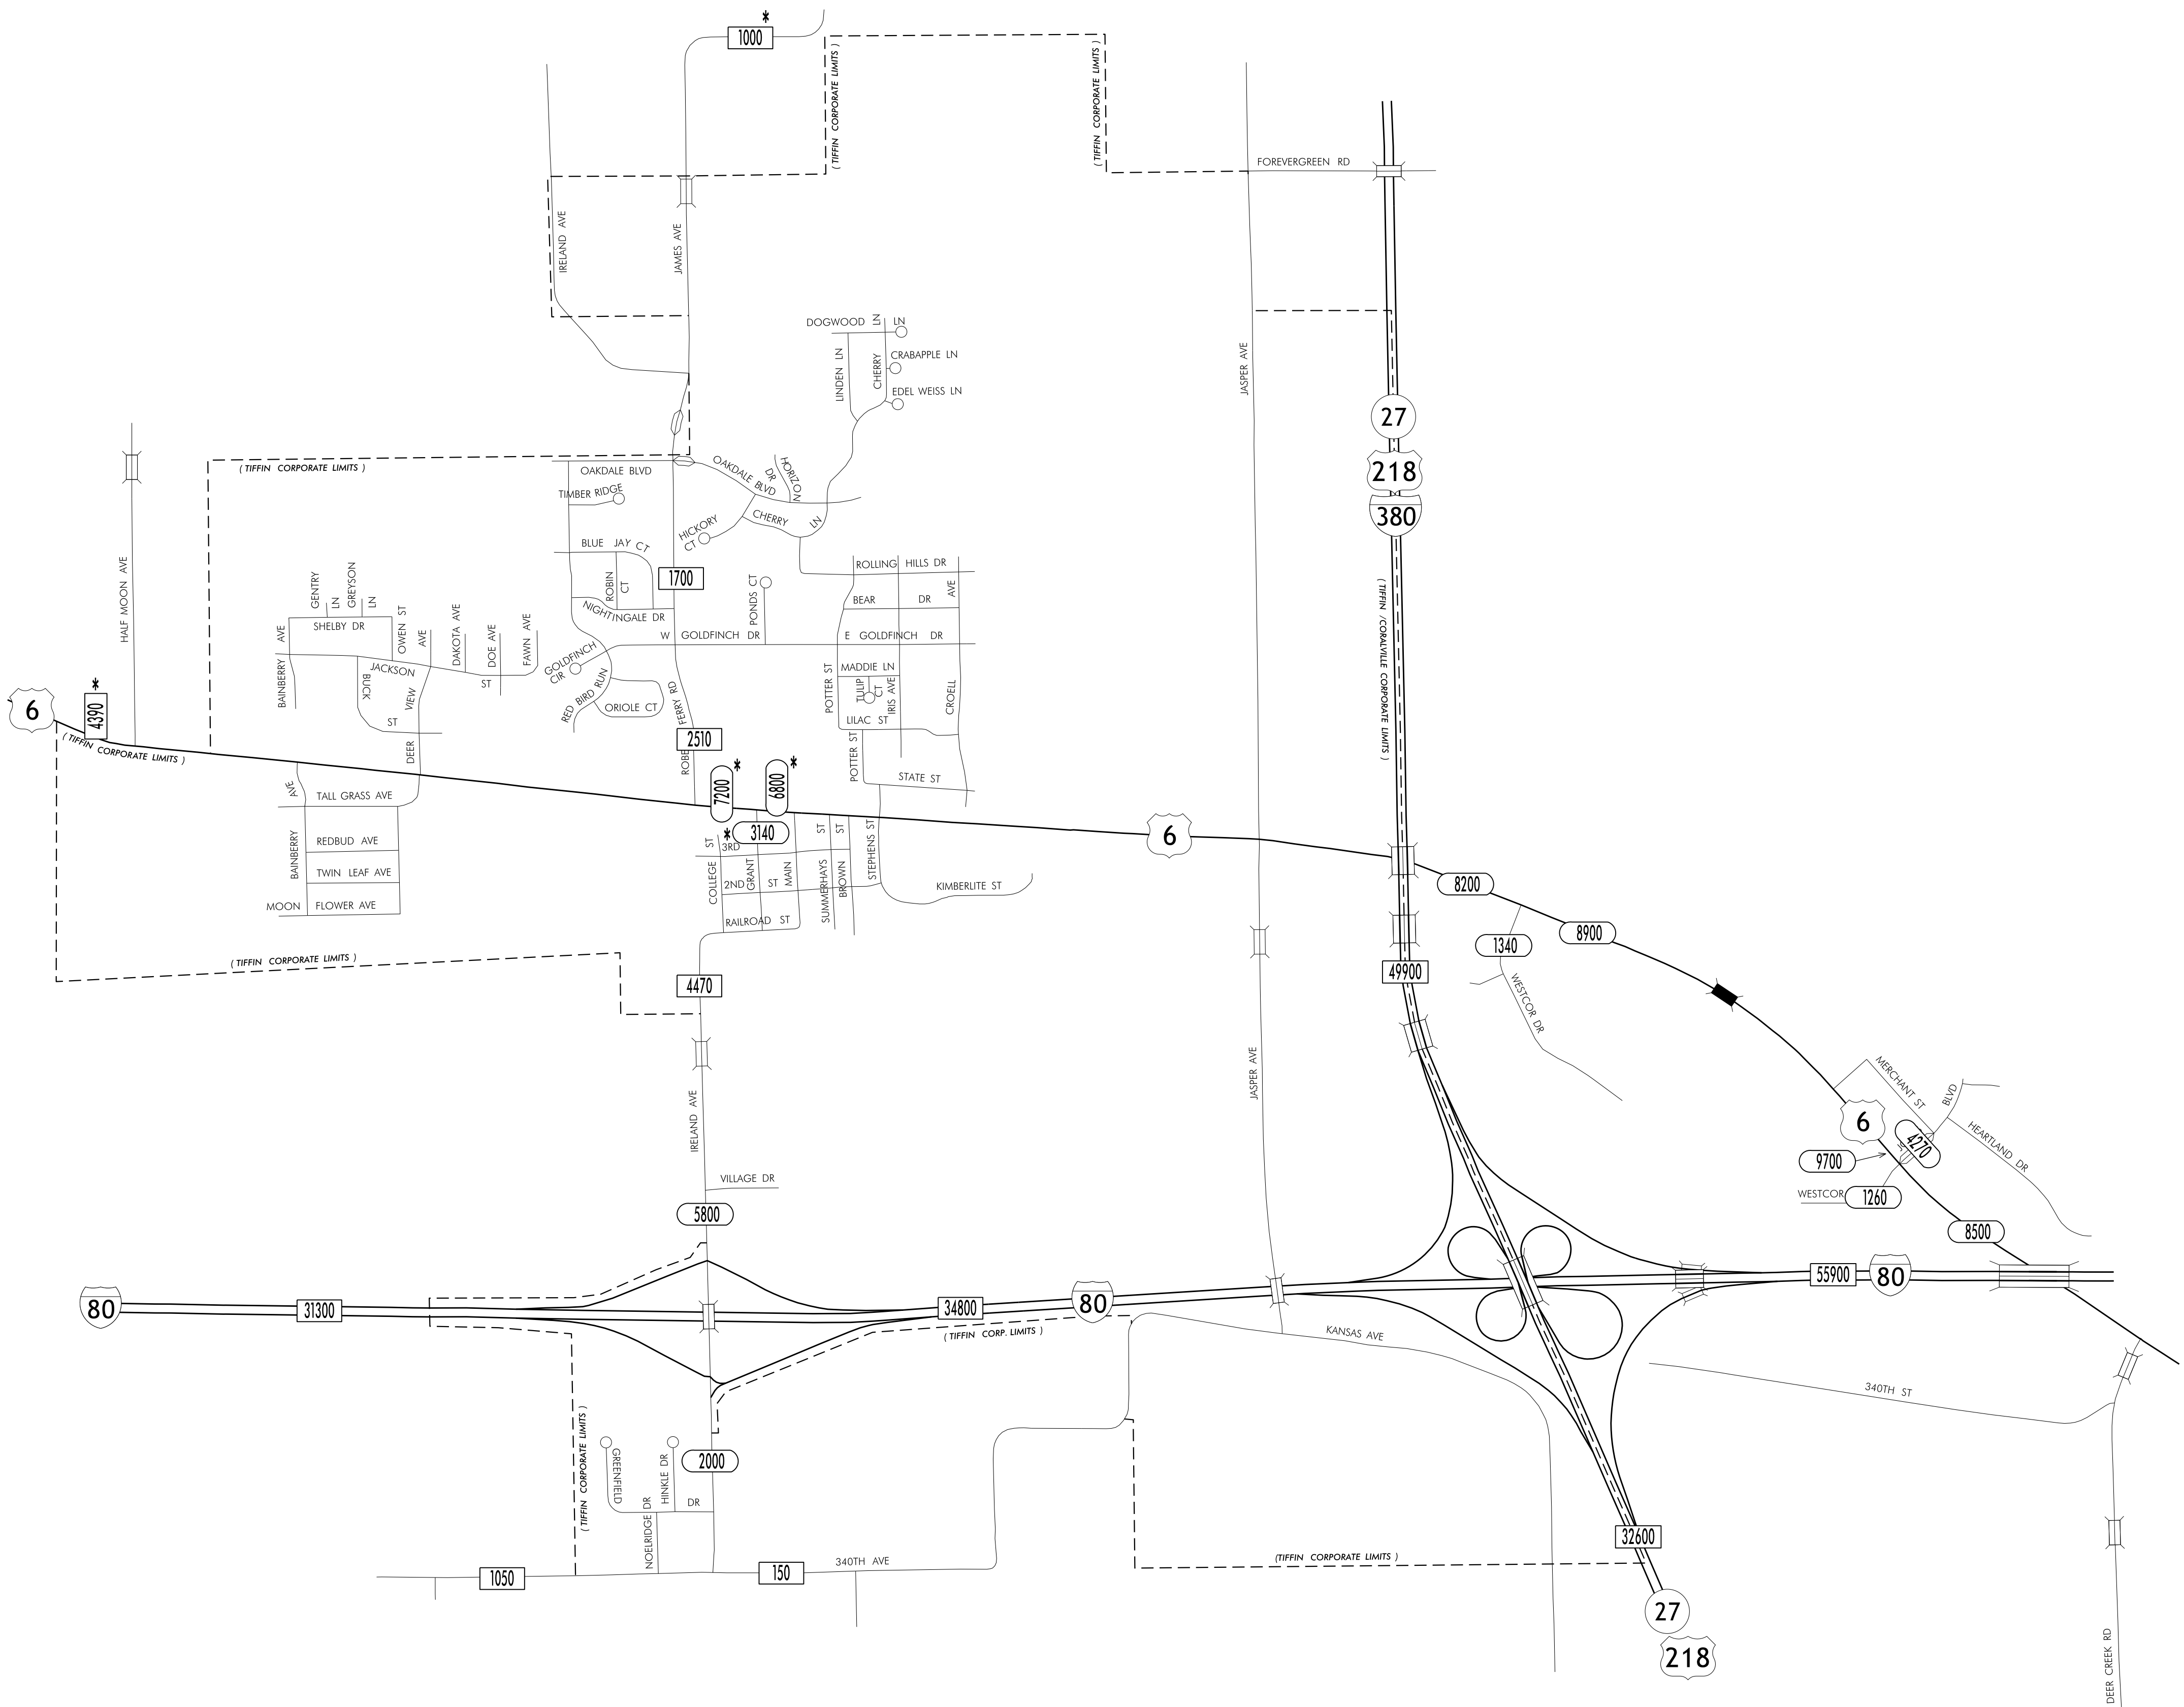 *
1000
( TIFFIN CORPORATE LIMITS )
( TIFFIN CORPORATE LIMITS )
FOREVERGREEN RD
IRELAND AVE
JAMES AVE
DOGWOOD LN
LN
LINDEN LN
CHERRY
CRABAPPLE LN
EDEL WEISS LN
JASPER AVE
27
218
380
( TIFFIN CORPORATE LIMITS )
OAKDALE BLVD
OAKDALE BLVD
HORIZON
DR
TIMBER RIDGE
HICKORY
CT
CHERRY
LN
BLUE JAY CT
ROBIN
CT
1700
NIGHTINGALE DR
PONDS CT
ROLLING HILLS DR
BEAR DR
AVE
W GOLDFINCH DR
E GOLDFINCH DR
HALF MOON AVE
GENTRY
LN
GREYSON
LN
SHELBY DR
OWEN ST
AVE
DAKOTA AVE
DOE AVE
FAWN AVE
BAINBERRY AVE
JACKSON
ST
BUCK
ST
DEER VIEW
GOLDFINCH
CIR
RED BIRD RUN
ORIOLE CT
FERRY RD
ROBE
2510
POTTER ST
MADDIE LN
TULIP
CT
IRIS AVE
CROELL
LILAC ST
POTTER ST
STATE ST
( TIFFIN /CORALVILLE CORPORATE LIMITS )
6
*
4390
( TIFFIN CORPORATE LIMITS )
7200
*
6800
*
*
3140
6
AVE
TALL GRASS AVE
BAINBERRY
REDBUD AVE
TWIN LEAF AVE
MOON FLOWER AVE
3RD
ST
COLLEGE
2ND ST
GRANT
MAIN
SUMMERHAYS ST
BROWN ST
STEPHENS ST
RAILROAD ST
KIMBERLITE ST
8200
8900
1340
WESTCOR DR
49900
( TIFFIN CORPORATE LIMITS )
4470
IRELAND AVE
JASPER AVE
VILLAGE DR
5800
MERCHANT ST
BLVD
HEARTLAND DR
6
4270
9700
WESTCOR
1260
8500
80
31300
34800
80
( TIFFIN CORP. LIMITS )
55900
80
KANSAS AVE
340TH ST
( TIFFIN CORPORATE LIMITS )
GREENFIELD
HINKLE DR
DR
NOELRIDGE DR
2000
1050
150
340TH AVE
(TIFFIN CORPORATE LIMITS )
32600
27
218
DEER CREEK RD